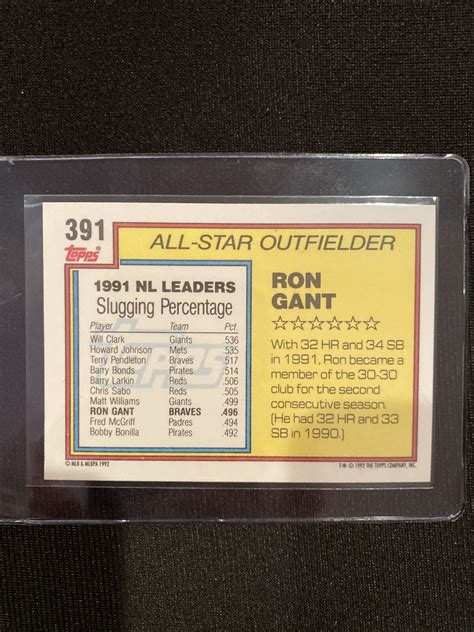 391
Topps®
ALL-STAR OUTFIELDER
1991 NL LEADERS
Slugging Percentage
Player Team Pct.
Will Clark Giants .536
Howard Johnson Mets .535
Terry Pendleton Braves .517
Barry Bonds Pirates .514
Barry Larkin Reds .506
Chris Sabo Reds .505
Matt Williams Giants .499
RON GANT BRAVES .496
Fred McGriff Padres .494
Bobby Bonilla Pirates .492
Topps
RON
GANT
☆☆☆☆☆☆
With 32 HR and 34 SB
in 1991, Ron became a
member of the 30-30
club for the second
consecutive season.
(He had 32 HR and 33
SB in 1990.)
© MLB & MLBPA 1992
T® © 1992 THE TOPPS COMPANY, INC.